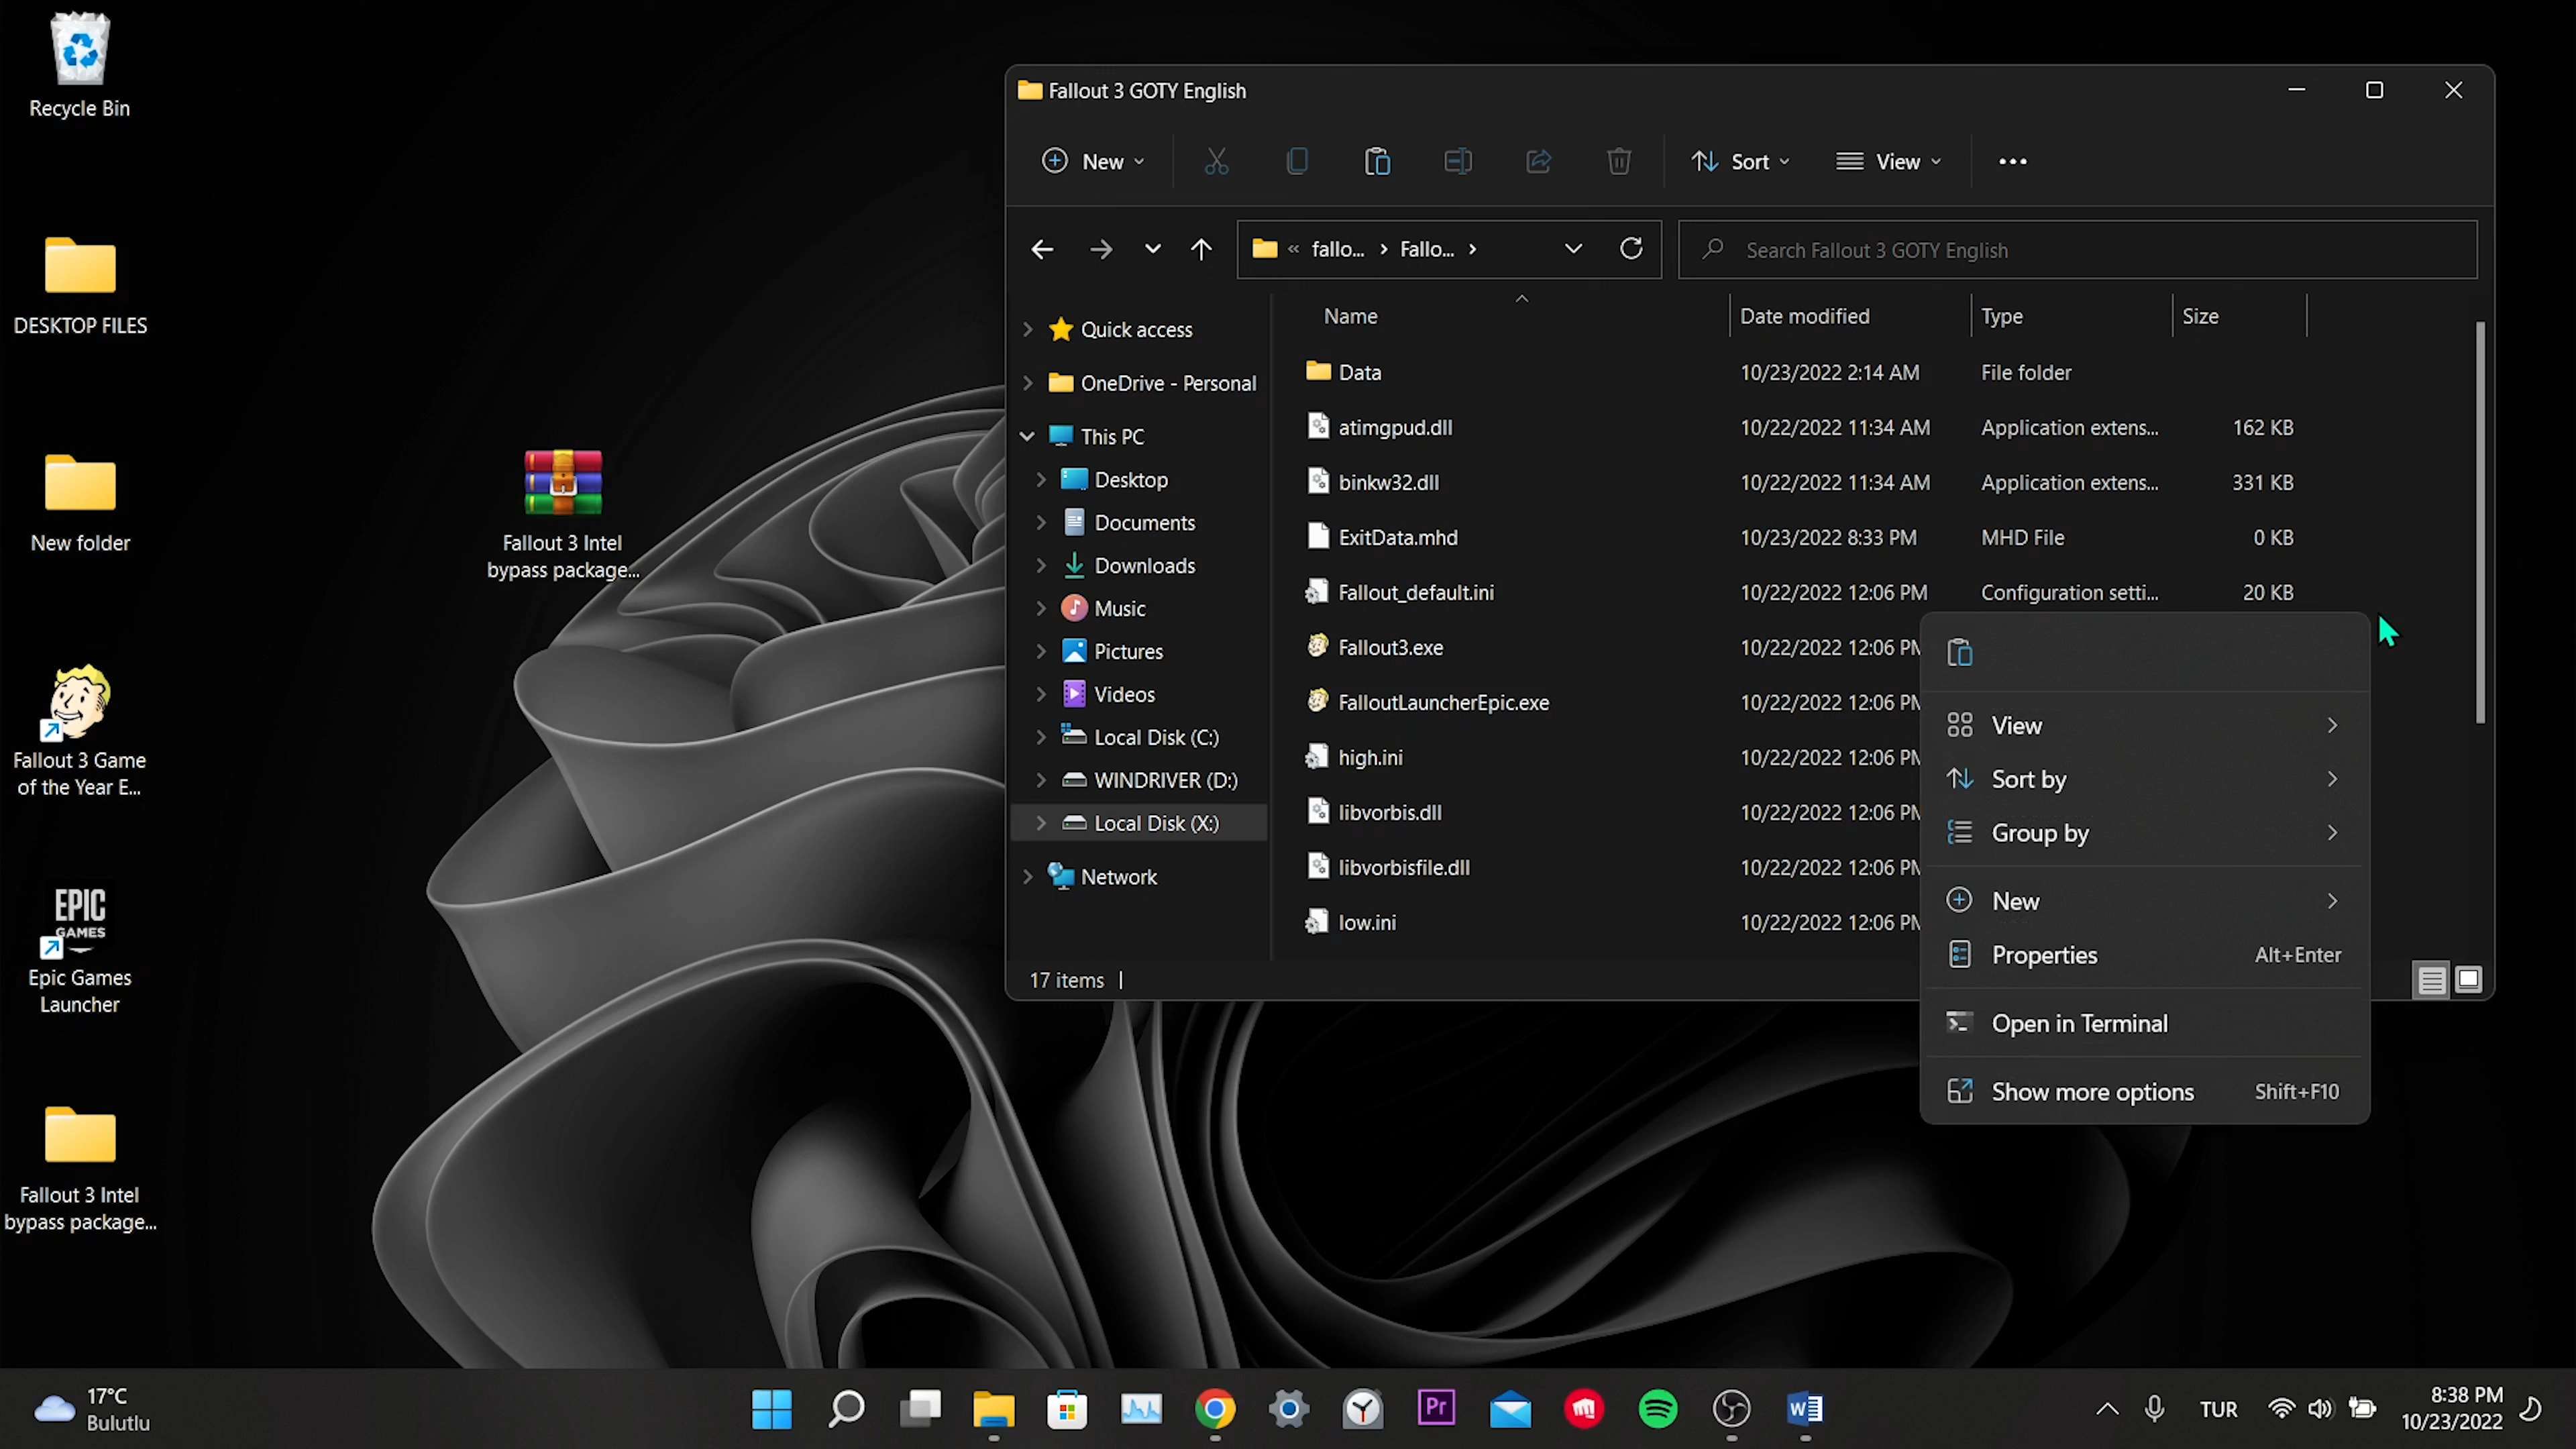 Recycle Bin
DESKTOP FILES
New folder
Fallout 3 Game
of the Year E...
EPIC
GAMES
Epic Games
Launcher
Fallout 3 Intel
bypass package...
Fallout 3 Intel
bypass package...
Fallout 3 GOTY English
New
Sort
View
« fallo... › Fallo... ›
Search Fallout 3 GOTY English
Quick access
OneDrive - Personal
This PC
Desktop
Documents
Downloads
Music
Pictures
Videos
Local Disk (C:)
WINDRIVER (D:)
Local Disk (X:)
Network
Name Date modified Type Size
Data 10/23/2022 2:14 AM File folder
atimgpud.dll 10/22/2022 11:34 AM Application extens... 162 KB
binkw32.dll 10/22/2022 11:34 AM Application extens... 331 KB
ExitData.mhd 10/23/2022 8:33 PM MHD File 0 KB
Fallout_default.ini 10/22/2022 12:06 PM Configuration setti... 20 KB
Fallout3.exe 10/22/2022 12:06 PM
FalloutLauncherEpic.exe 10/22/2022 12:06 PM
high.ini 10/22/2022 12:06 PM
libvorbis.dll 10/22/2022 12:06 PM
libvorbisfile.dll 10/22/2022 12:06 PM
low.ini 10/22/2022 12:06 PM
17 items
View
Sort by
Group by
New
Properties Alt+Enter
Open in Terminal
Show more options Shift+F10
17°C
Bulutlu
Pr
W
TUR
8:38 PM
10/23/2022